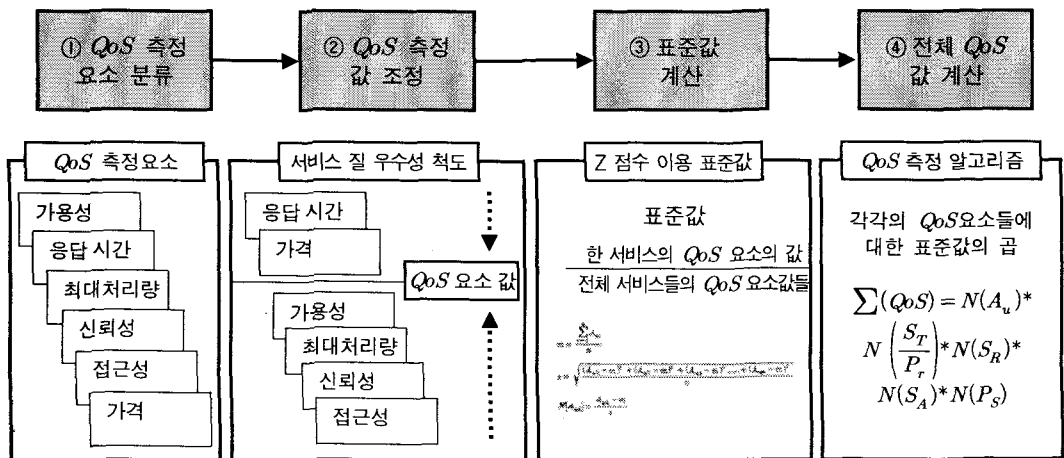 ① QoS 측정
요소 분류
② QoS 측정
값 조정
③ 표준값
계산
④ 전체 QoS
값 계산
QoS 측정요소
가용성
응답 시간
최대처리량
신뢰성
접근성
가격
서비스 질 우수성 척도
응답 시간
가격
QoS 요소 값
가용성
최대처리량
신뢰성
접근성
Z 점수 이용 표준값
표준값
한 서비스의 QoS 요소의 값
전체 서비스들의 QoS 요소값들
QoS 측정 알고리즘
각각의 QoS요소들에
대한 표준값의 곱
∑(QoS) = N(A_u)*
N(S_T/P_r)*N(S_R)*
N(S_A)*N(P_S)